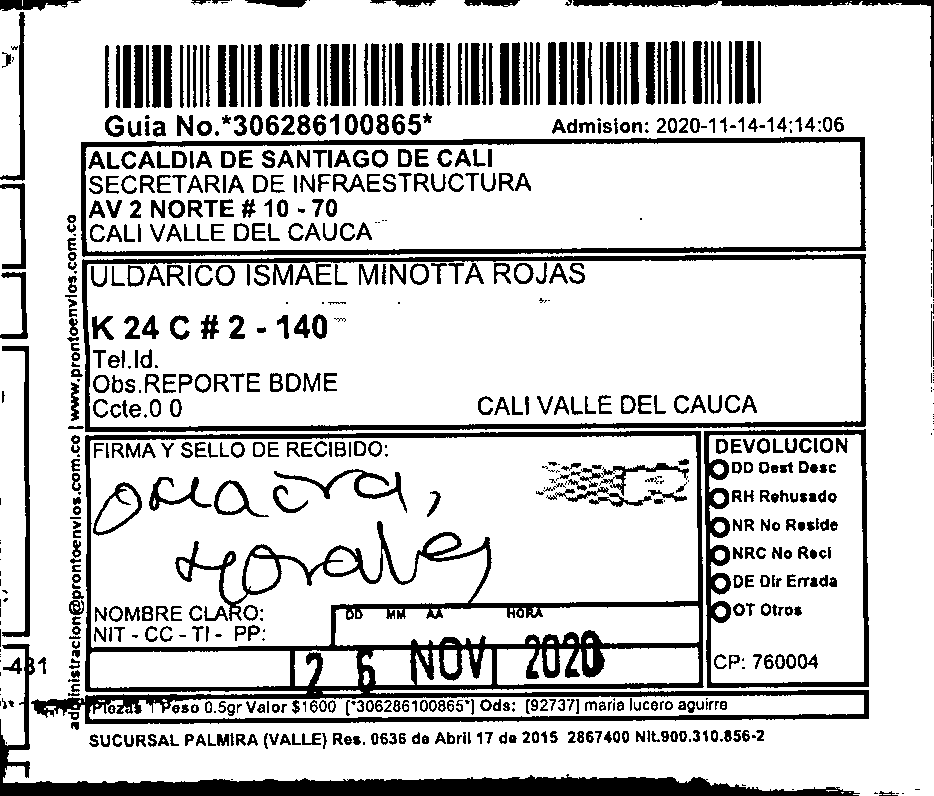 Guia No.*306286100865*
Admision: 2020-11-14-14;14:06
ALCALDIA DE SANTIAGO DE CALI
SECRETARIA DE INFRAESTRUCTURA
AV 2 NORTE # 10 - 70
CALI VALLE DEL CAUCA
ULDARICO ISMAEL MINOTTA ROJAS
K 24 C # 2 - 140
Tel.Id.
Obs.REPORTE BDME
Ccte.0 0
CALI VALLE DEL CAUCA
administracion@prontoenvios.com.co | www.prontoenvios.com.co
FIRMA Y SELLO DE RECIBIDO:
Omaira,
Morales
NOMBRE CLARO:
NIT - CC - TI - PP:
DD MM AA HORA
26 NOV 2020
DEVOLUCION
DD Dest Desc
RH Rehusado
NR No Reside
NRC No Recl
DE Dir Errada
OT Otros
CP: 760004
-431
Piezas 1 Peso 0.5gr Valor $1600 [*306286100865*] Ods: [92737] maria lucero aguirre
SUCURSAL PALMIRA (VALLE) Res. 0636 de Abril 17 de 2015 2867400 Nit.900.310.856-2